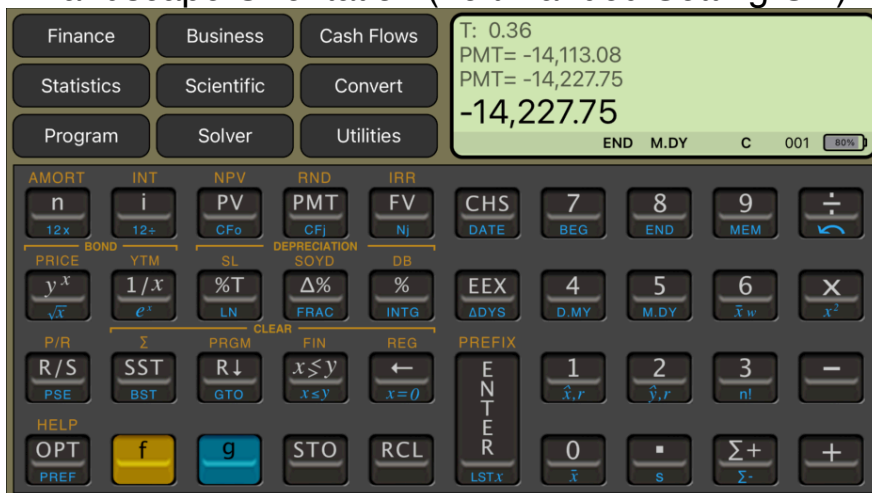 Finance Business Cash Flows
Statistics Scientific Convert
Program Solver Utilities
T: 0.36
PMT= -14,113.08
PMT= -14,227.75
-14,227.75
END M.DY C 001 80%
AMORT INT NPV RND IRR
n i PV PMT FV CHS 7 8 9 ÷
12x 12÷ CFo CFj Nj DATE BEG END MEM
BOND DEPRECIATION
PRICE YTM SL SOYD DB
yˣ 1/x %T Δ% % EEX 4 5 6 ×
√x eˣ LN FRAC INTG ΔDYS D.MY M.DY x̄ w x²
CLEAR
P/R Σ PRGM FIN REG PREFIX
R/S SST R↓ x≶y ← ENTER 1 2 3 −
PSE BST GTO x≤y x=0 x̂,r ŷ,r n!
HELP
OPT f g STO RCL 0 . Σ+ +
PREF LSTx x̄ s Σ-